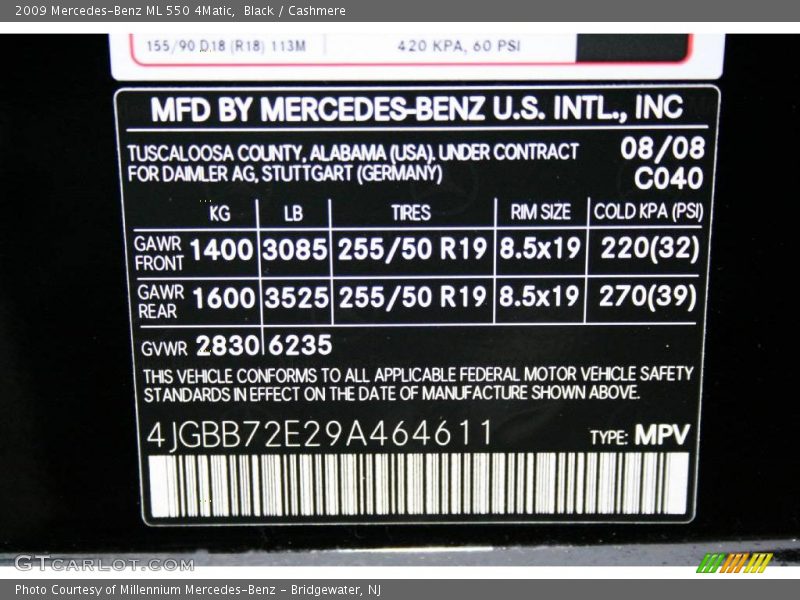 2009 Mercedes-Benz ML 550 4Matic,  Black / Cashmere
155/90 D18 (R18) 113M 420 KPA, 60 PSI
MFD BY MERCEDES-BENZ U.S. INTL., INC
TUSCALOOSA COUNTY, ALABAMA (USA). UNDER CONTRACT 08/08
FOR DAIMLER AG, STUTTGART (GERMANY) C040
KG LB TIRES RIM SIZE COLD KPA (PSI)
GAWR FRONT 1400 3085 255/50 R19 8.5x19 220(32)
GAWR REAR 1600 3525 255/50 R19 8.5x19 270(39)
GVWR 2830 6235
THIS VEHICLE CONFORMS TO ALL APPLICABLE FEDERAL MOTOR VEHICLE SAFETY
STANDARDS IN EFFECT ON THE DATE OF MANUFACTURE SHOWN ABOVE.
4JGBB72E29A464611 TYPE: MPV
GTCARLOT.COM
Photo Courtesy of Millennium Mercedes-Benz - Bridgewater, NJ